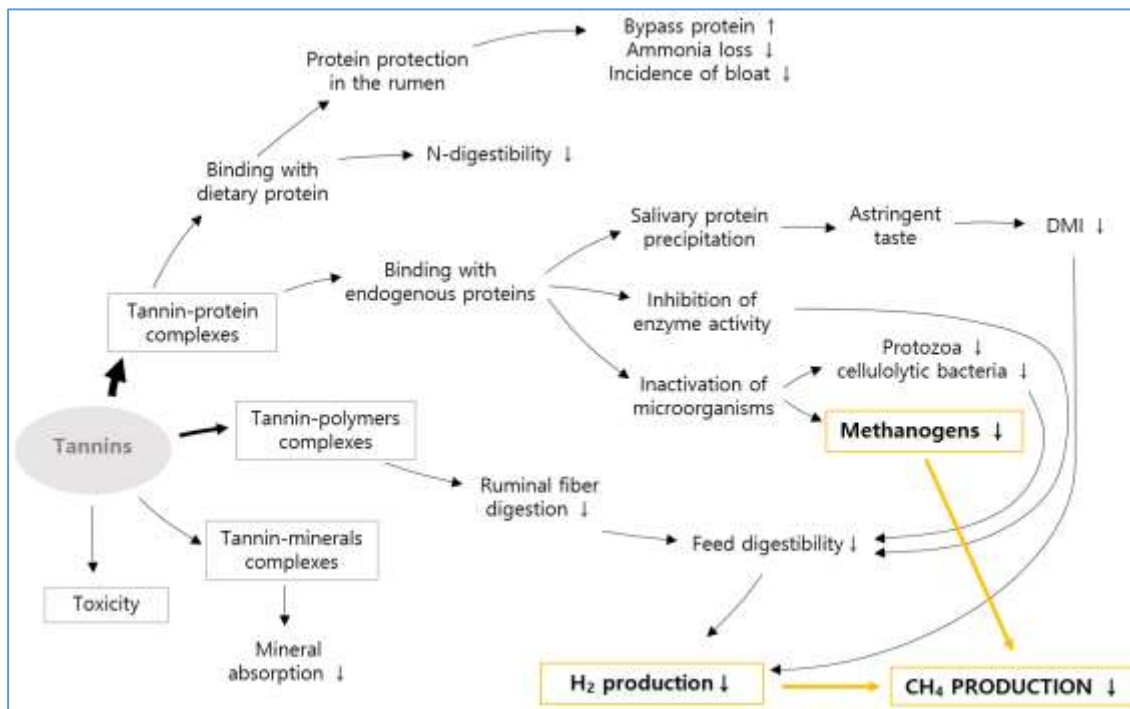 Bypass protein ↑
Ammonia loss ↓
Incidence of bloat ↓
Protein protection
in the rumen
Binding with
dietary protein
N-digestibility ↓
Salivary protein
precipitation
Astringent
taste
DMI ↓
Binding with
endogenous proteins
Tannin-protein
complexes
Inhibition of
enzyme activity
Protozoa ↓
cellulolytic bacteria ↓
Inactivation of
microorganisms
Methanogens ↓
Tannins
Tannin-polymers
complexes
Ruminal fiber
digestion ↓
Feed digestibility ↓
Tannin-minerals
complexes
Toxicity
Mineral
absorption ↓
H₂ production ↓
CH₄ PRODUCTION ↓